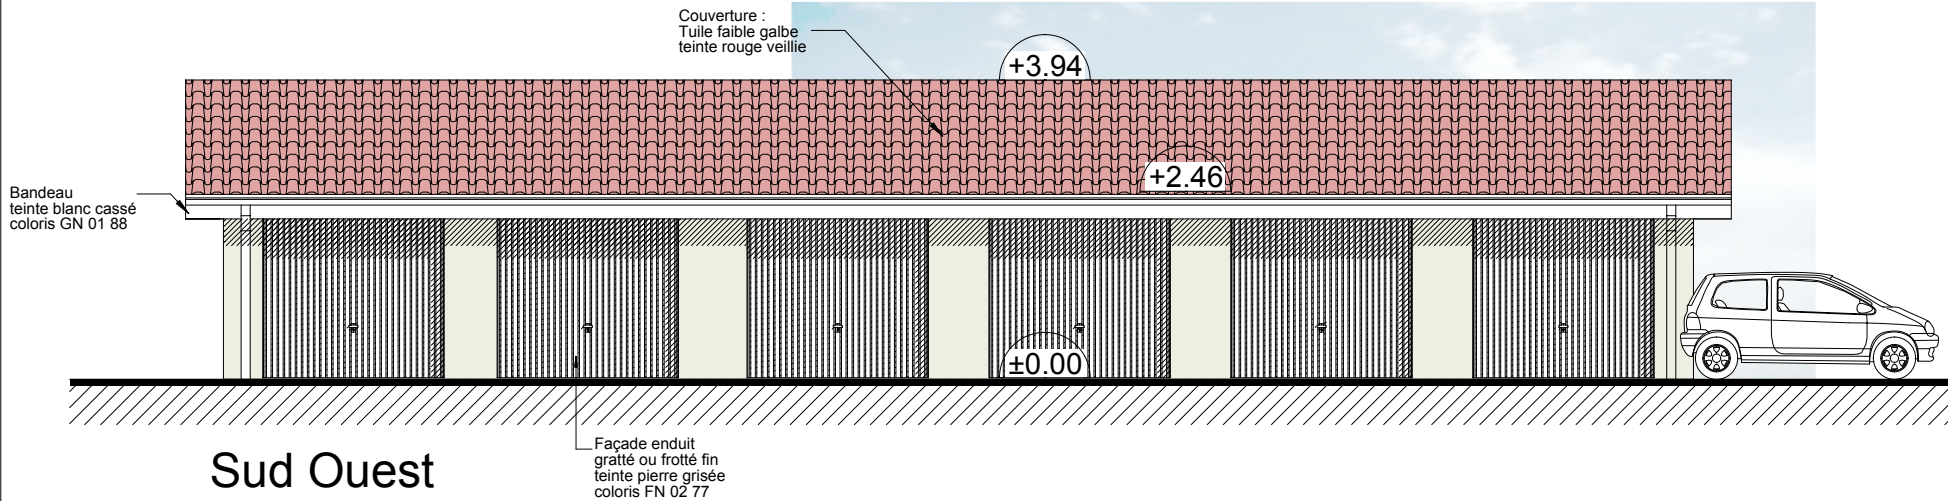 Couverture :
Tuile faible galbe
teinte rouge veillie
+3.94
+2.46
Bandeau
teinte blanc cassé
coloris GN 01 88
±0.00
Façade enduit
gratté ou frotté fin
teinte pierre grisée
coloris FN 02 77
Sud Ouest